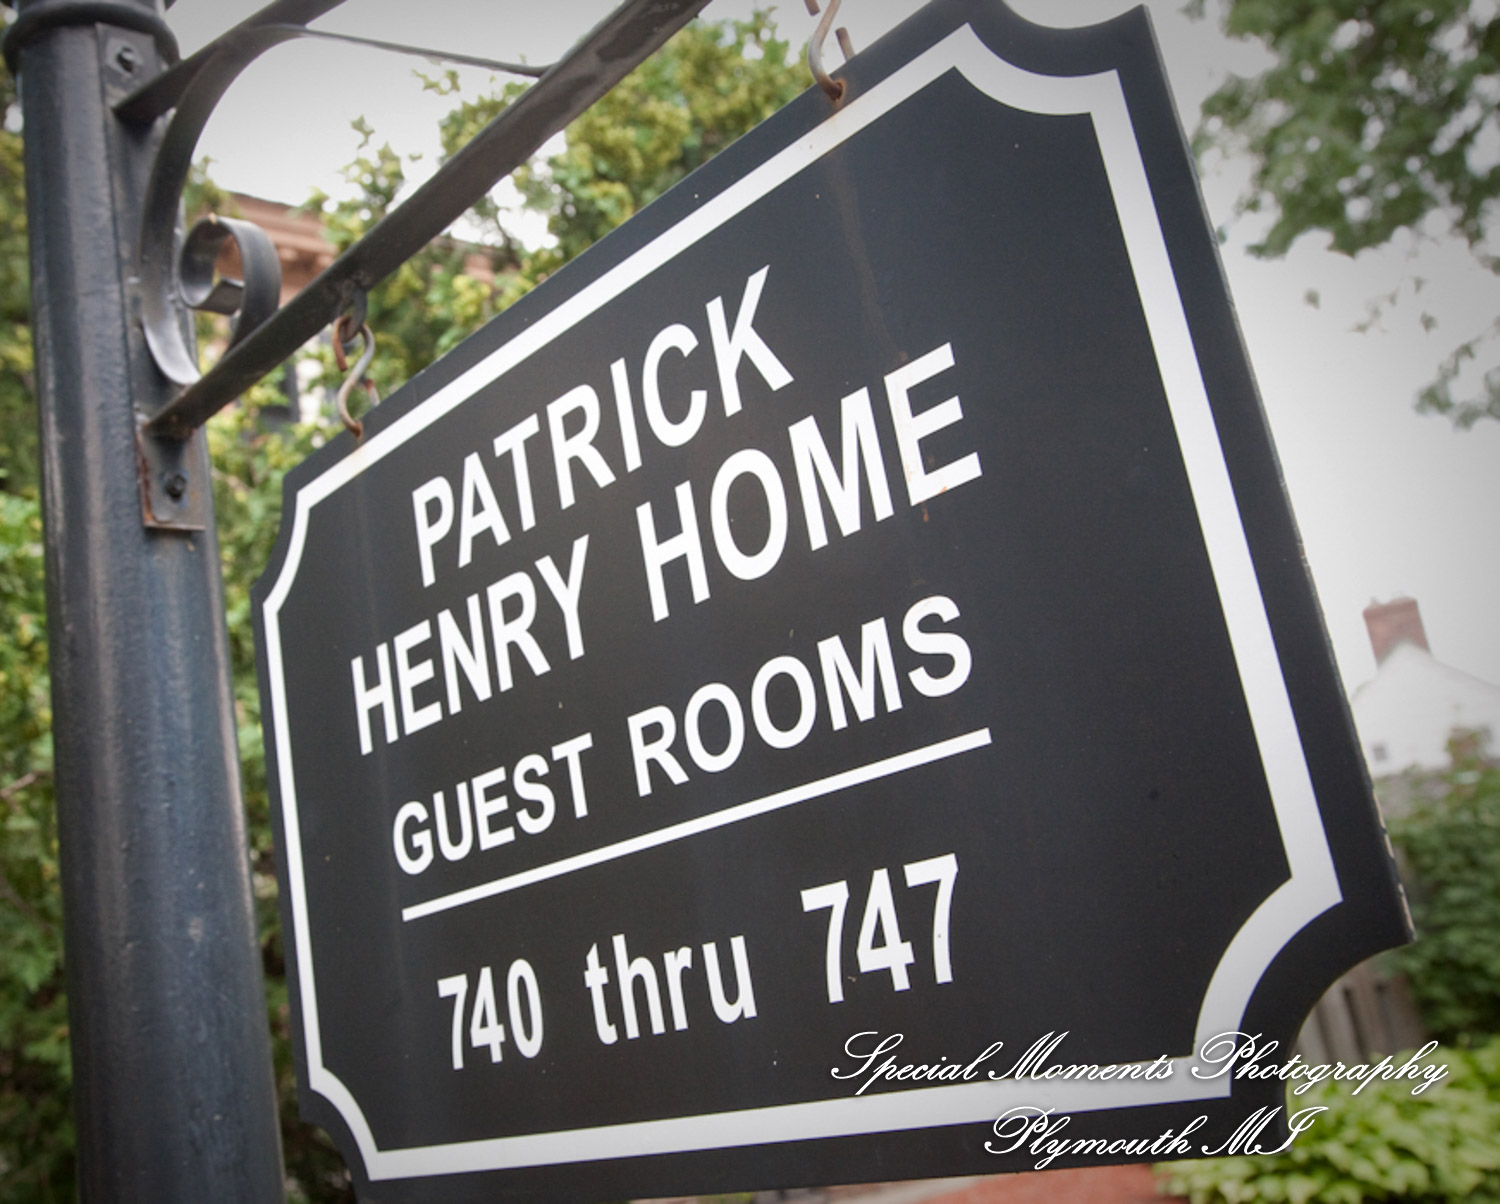 PATRICK
HENRY HOME
GUEST ROOMS
740 thru 747
Special Moments Photography
Plymouth MI